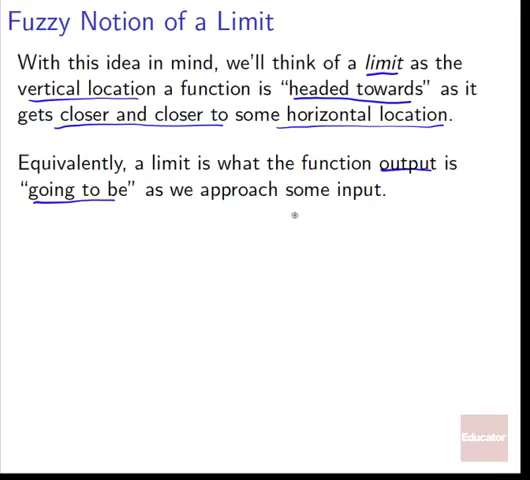 Fuzzy Notion of a Limit
With this idea in mind, we'll think of a limit as the
vertical location a function is “headed towards” as it
gets closer and closer to some horizontal location.
Equivalently, a limit is what the function output is
“going to be” as we approach some input.
Educator